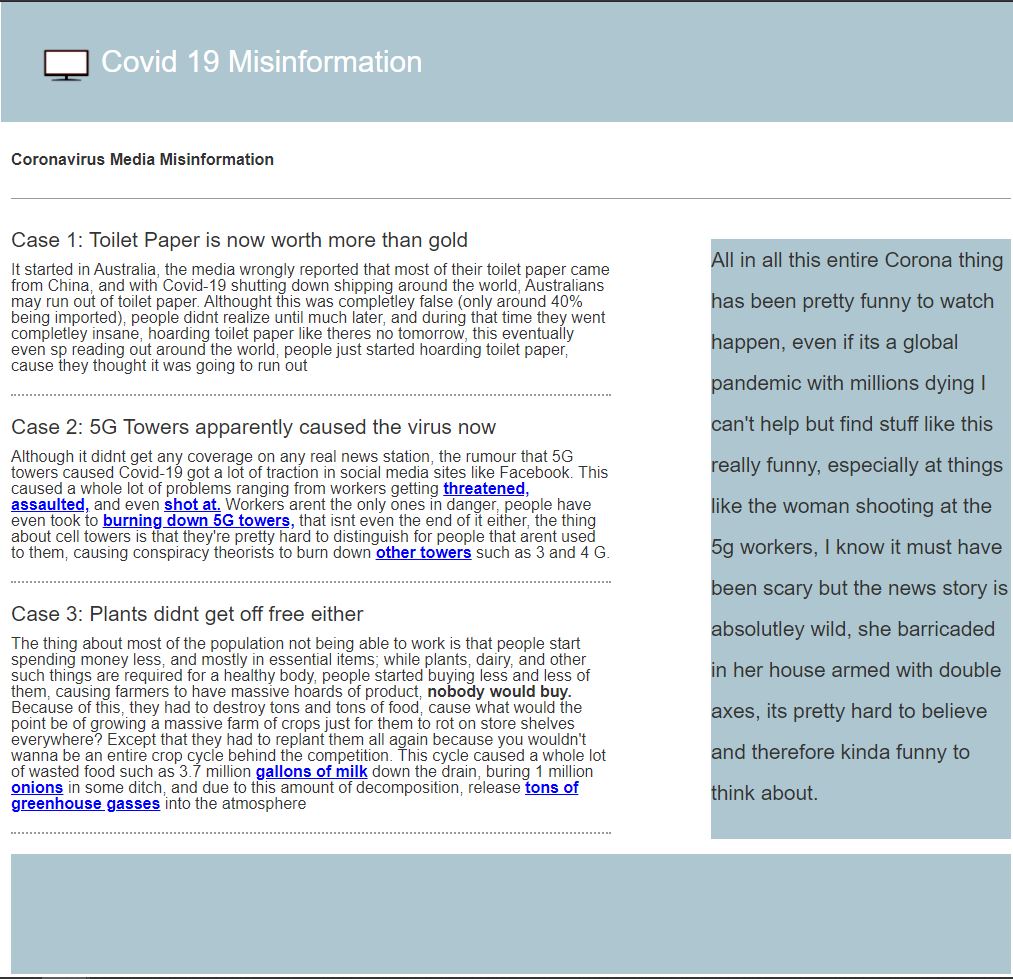 Covid 19 Misinformation
Coronavirus Media Misinformation
Case 1: Toilet Paper is now worth more than gold
It started in Australia, the media wrongly reported that most of their toilet paper came
from China, and with Covid-19 shutting down shipping around the world, Australians
may run out of toilet paper. Althought this was completley false (only around 40%
being imported), people didnt realize until much later, and during that time they went
completley insane, hoarding toilet paper like theres no tomorrow, this eventually
even sp reading out around the world, people just started hoarding toilet paper,
cause they thought it was going to run out
Case 2: 5G Towers apparently caused the virus now
Although it didnt get any coverage on any real news station, the rumour that 5G
towers caused Covid-19 got a lot of traction in social media sites like Facebook. This
caused a whole lot of problems ranging from workers getting threatened,
assaulted, and even shot at. Workers arent the only ones in danger, people have
even took to burning down 5G towers, that isnt even the end of it either, the thing
about cell towers is that they're pretty hard to distinguish for people that arent used
to them, causing conspiracy theorists to burn down other towers such as 3 and 4 G.
Case 3: Plants didnt get off free either
The thing about most of the population not being able to work is that people start
spending money less, and mostly in essential items; while plants, dairy, and other
such things are required for a healthy body, people started buying less and less of
them, causing farmers to have massive hoards of product, nobody would buy.
Because of this, they had to destroy tons and tons of food, cause what would the
point be of growing a massive farm of crops just for them to rot on store shelves
everywhere? Except that they had to replant them all again because you wouldn't
wanna be an entire crop cycle behind the competition. This cycle caused a whole lot
of wasted food such as 3.7 million gallons of milk down the drain, buring 1 million
onions in some ditch, and due to this amount of decomposition, release tons of
greenhouse gasses into the atmosphere
All in all this entire Corona thing
has been pretty funny to watch
happen, even if its a global
pandemic with millions dying I
can't help but find stuff like this
really funny, especially at things
like the woman shooting at the
5g workers, I know it must have
been scary but the news story is
absolutley wild, she barricaded
in her house armed with double
axes, its pretty hard to believe
and therefore kinda funny to
think about.